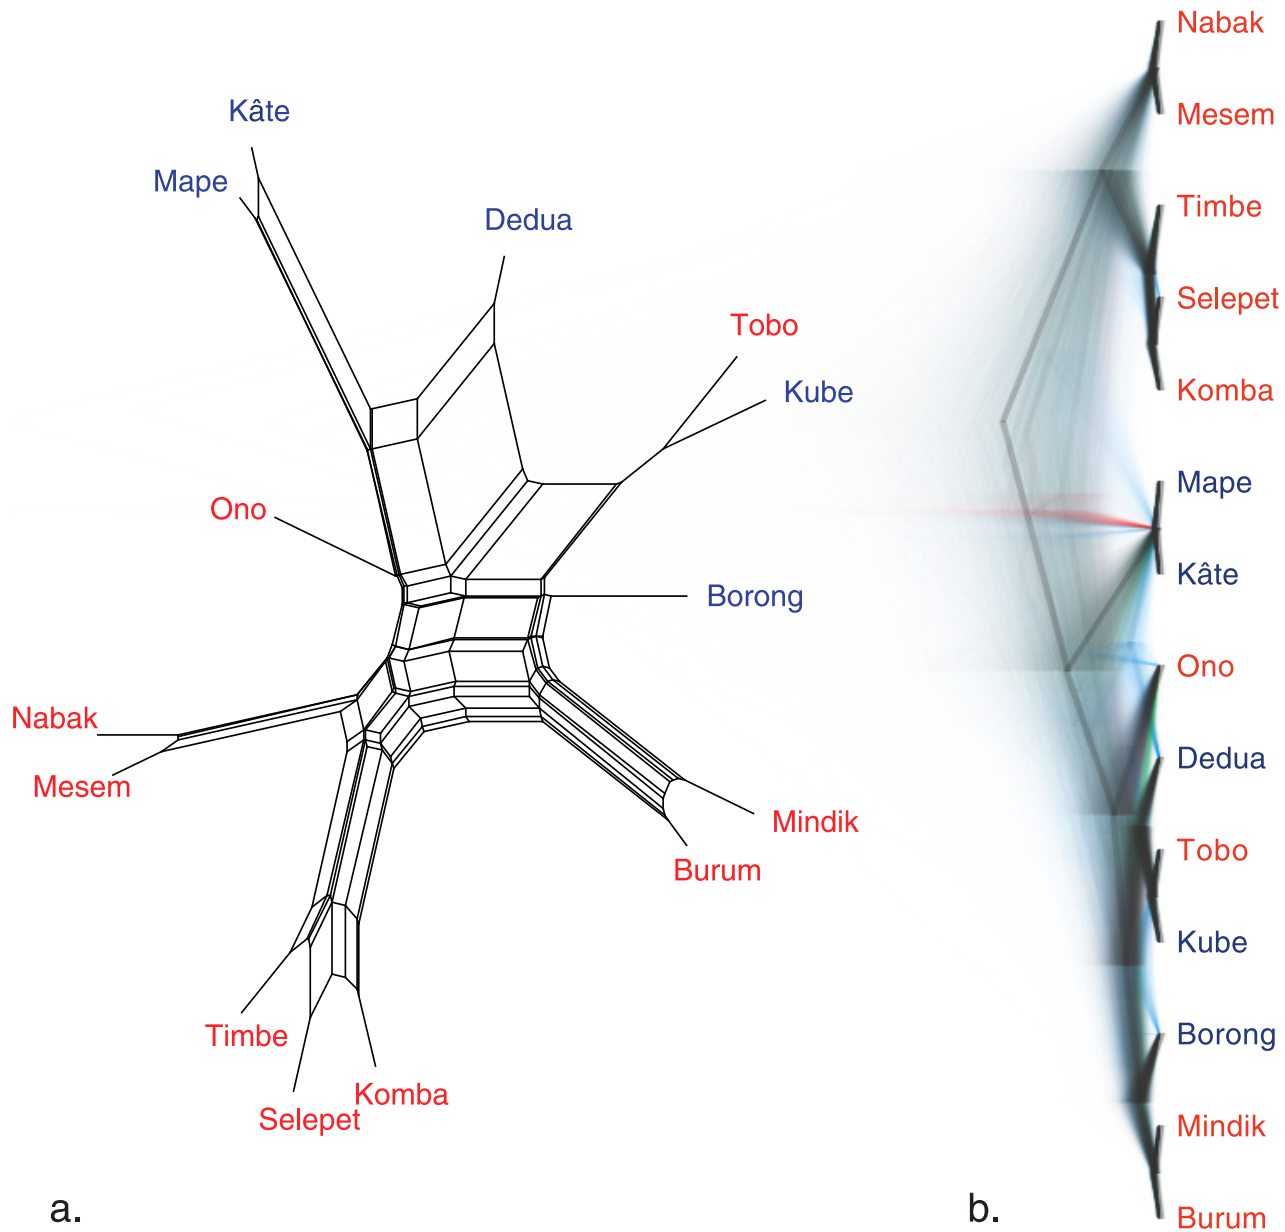 Kâte
Mape
Dedua
Tobo
Kube
Ono
Borong
Nabak
Mesem
Mindik
Burum
Timbe
Komba
Selepet
a.
Nabak
Mesem
Timbe
Selepet
Komba
Mape
Kâte
Ono
Dedua
Tobo
Kube
Borong
Mindik
Burum
b.